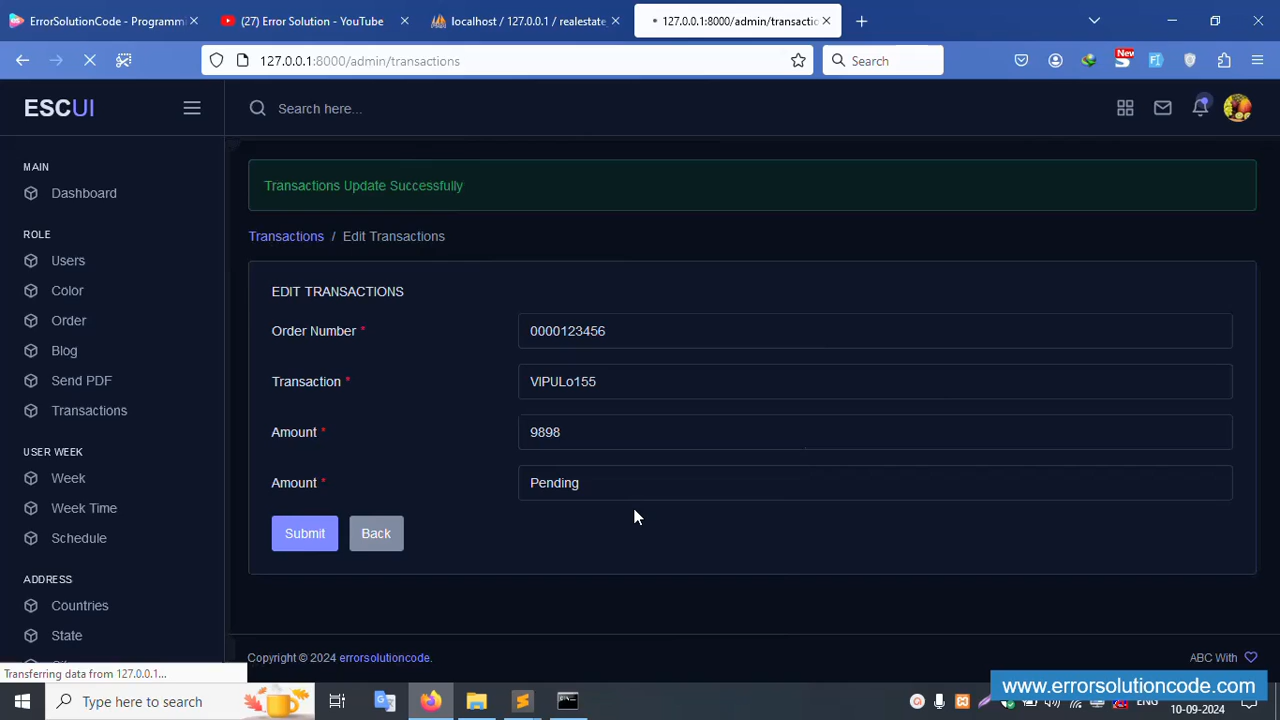 ErrorSolutionCode - Programmi
(27) Error Solution - YouTube
localhost / 127.0.0.1 / realestate
127.0.0.1:8000/admin/transactio
127.0.0.1:8000/admin/transactions
Search
New
ESCUI
Search here...
MAIN
Dashboard
ROLE
Users
Color
Order
Blog
Send PDF
Transactions
USER WEEK
Week
Week Time
Schedule
ADDRESS
Countries
State
Transactions Update Successfully
Transactions / Edit Transactions
EDIT TRANSACTIONS
Order Number *
0000123456
Transaction *
VIPULo155
Amount *
9898
Amount *
Pending
Submit
Back
Copyright © 2024 errorsolutioncode.
ABC With
Transferring data from 127.0.0.1...
www.errorsolutioncode.com
Type here to search
10-09-2024